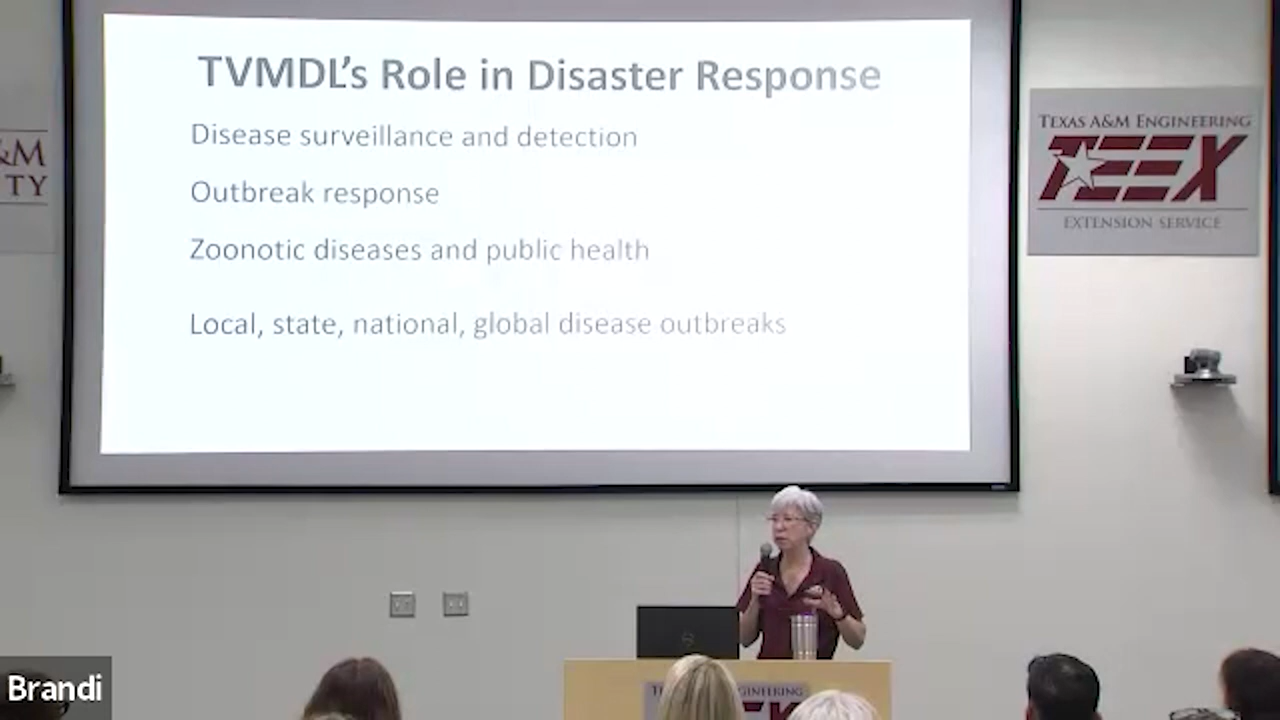 TVMDL's Role in Disaster Response
Disease surveillance and detection
Outbreak response
Zoonotic diseases and public health
Local, state, national, global disease outbreaks
&M
TY
TEXAS A&M ENGINEERING
TEEX
EXTENSION SERVICE
Brandi